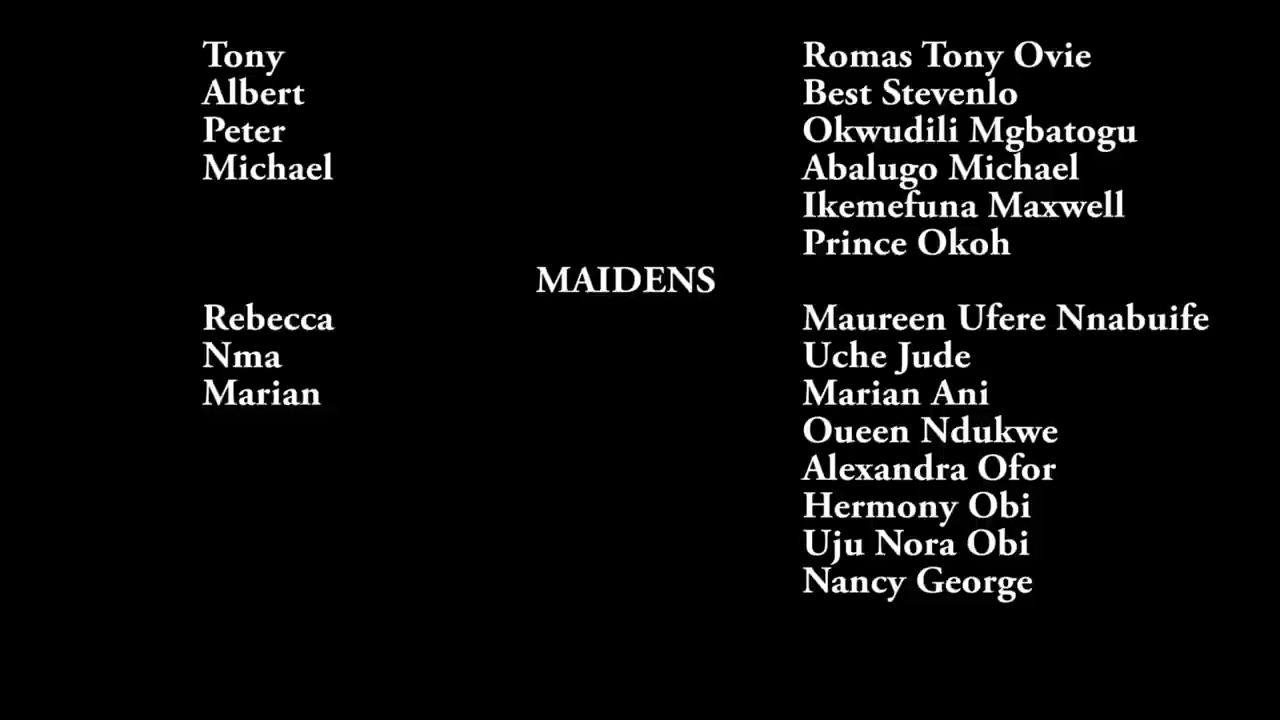 Tony Romas Tony Ovie
Albert Best Stevenlo
Peter Okwudili Mgbatogu
Michael Abalugo Michael
Ikemefuna Maxwell
Prince Okoh
MAIDENS
Rebecca Maureen Ufere Nnabuife
Nma Uche Jude
Marian Marian Ani
Oueen Ndukwe
Alexandra Ofor
Hermony Obi
Uju Nora Obi
Nancy George